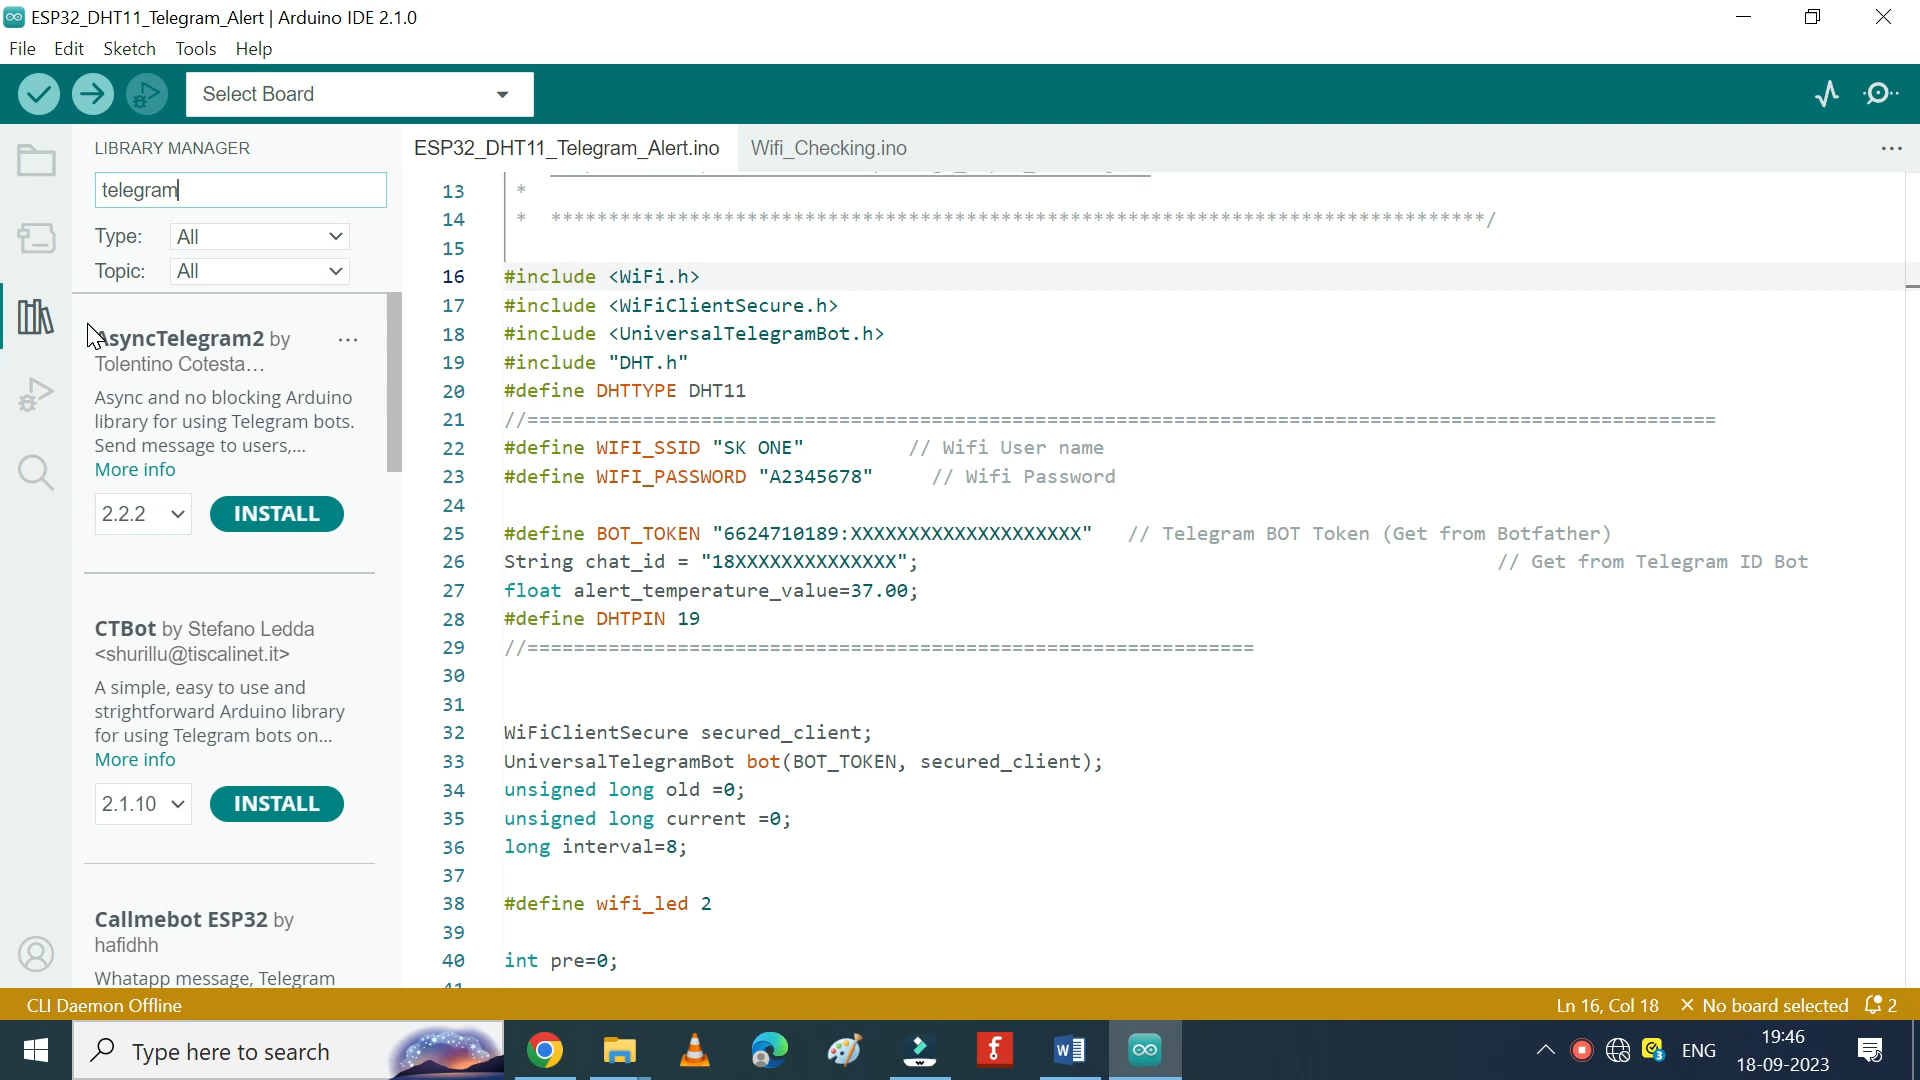 ESP32_DHT11_Telegram_Alert | Arduino IDE 2.1.0
File Edit Sketch Tools Help
Select Board
LIBRARY MANAGER
telegram
Type: All
Topic: All
AsyncTelegram2 by ...
Tolentino Cotesta...
Async and no blocking Arduino
library for using Telegram bots.
Send message to users,...
More info
2.2.2 INSTALL
CTBot by Stefano Ledda
<shurillu@tiscalinet.it>
A simple, easy to use and
strightforward Arduino library
for using Telegram bots on...
More info
2.1.10 INSTALL
Callmebot ESP32 by
hafidhh
Whatapp message, Telegram
ESP32_DHT11_Telegram_Alert.ino Wifi_Checking.ino ...
13 *
14 * *********************************************************************************/
15
16 #include <WiFi.h>
17 #include <WiFiClientSecure.h>
18 #include <UniversalTelegramBot.h>
19 #include "DHT.h"
20 #define DHTTYPE DHT11
21 //=======================================================================================================
22 #define WIFI_SSID "SK ONE" // Wifi User name
23 #define WIFI_PASSWORD "A2345678" // Wifi Password
24
25 #define BOT_TOKEN "6624710189:XXXXXXXXXXXXXXXXXXXX" // Telegram BOT Token (Get from Botfather)
26 String chat_id = "18XXXXXXXXXXXXXX"; // Get from Telegram ID Bot
27 float alert_temperature_value=37.00;
28 #define DHTPIN 19
29 //===============================================================
30
31
32 WiFiClientSecure secured_client;
33 UniversalTelegramBot bot(BOT_TOKEN, secured_client);
34 unsigned long old =0;
35 unsigned long current =0;
36 long interval=8;
37
38 #define wifi_led 2
39
40 int pre=0;
CLI Daemon Offline
Ln 16, Col 18 × No board selected 2
Type here to search
ENG
19:46
18-09-2023